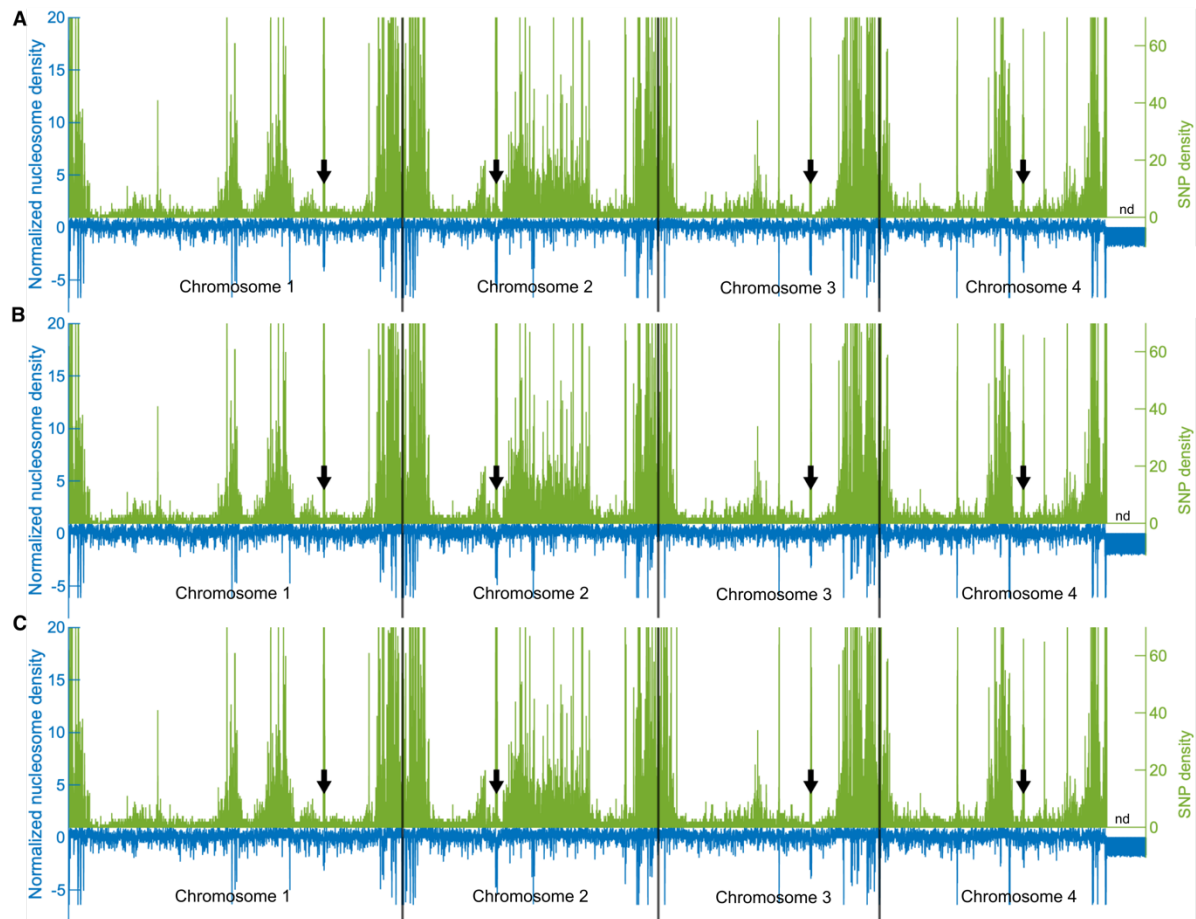 A
Normalized nucleosome density
20
15
10
5
0
-5
SNP density
60
40
20
0
nd
Chromosome 1
Chromosome 2
Chromosome 3
Chromosome 4
B
Normalized nucleosome density
20
15
10
5
0
-5
SNP density
60
40
20
0
nd
Chromosome 1
Chromosome 2
Chromosome 3
Chromosome 4
C
Normalized nucleosome density
20
15
10
5
0
-5
SNP density
60
40
20
0
nd
Chromosome 1
Chromosome 2
Chromosome 3
Chromosome 4